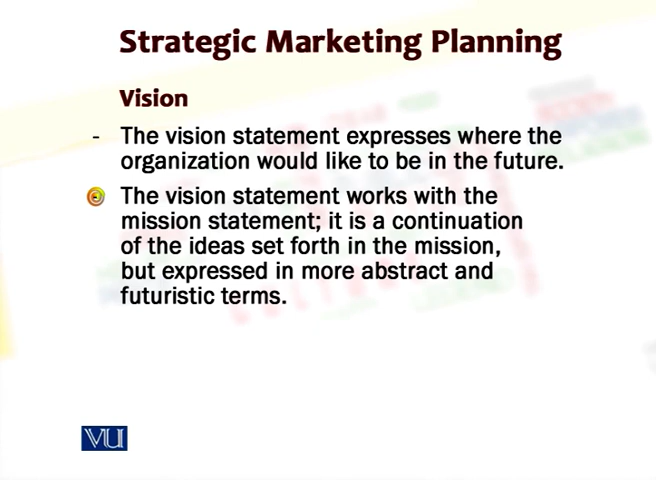 Strategic Marketing Planning
Vision
- The vision statement expresses where the
organization would like to be in the future.
The vision statement works with the
mission statement; it is a continuation
of the ideas set forth in the mission,
but expressed in more abstract and
futuristic terms.
VU